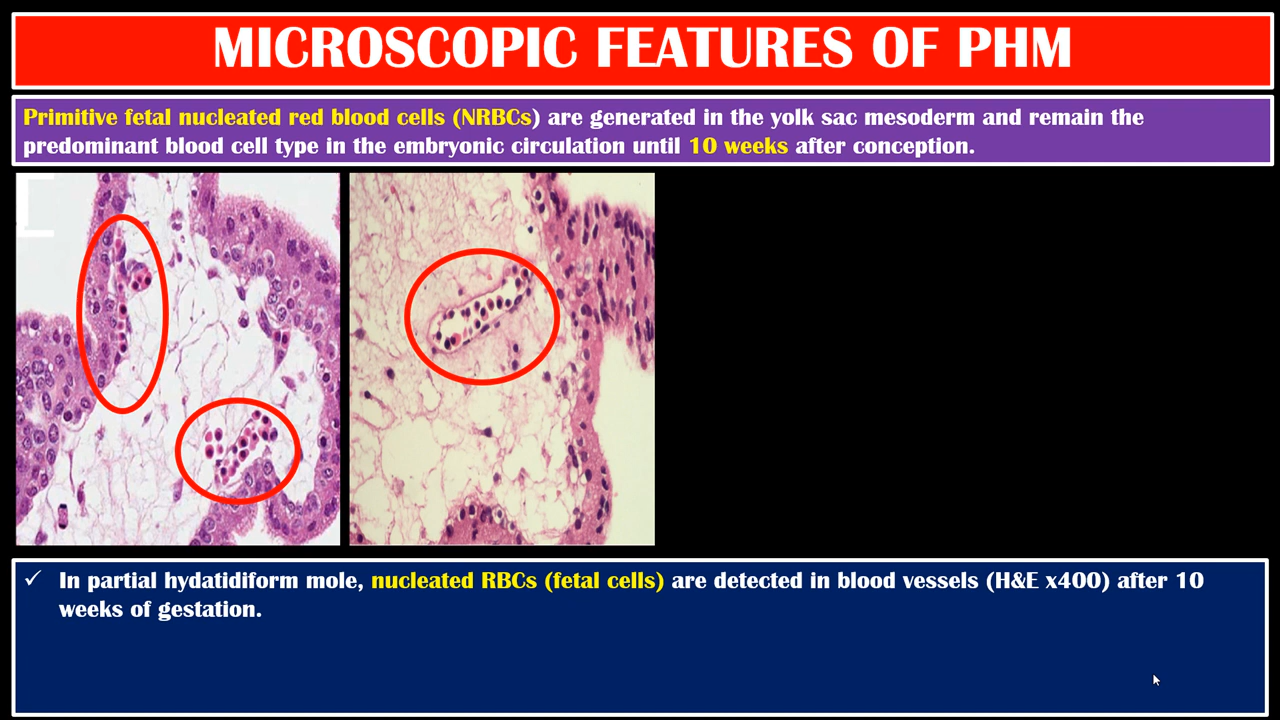 MICROSCOPIC FEATURES OF PHM
Primitive fetal nucleated red blood cells (NRBCs) are generated in the yolk sac mesoderm and remain the
predominant blood cell type in the embryonic circulation until 10 weeks after conception.
✓ In partial hydatidiform mole, nucleated RBCs (fetal cells) are detected in blood vessels (H&E x400) after 10
weeks of gestation.